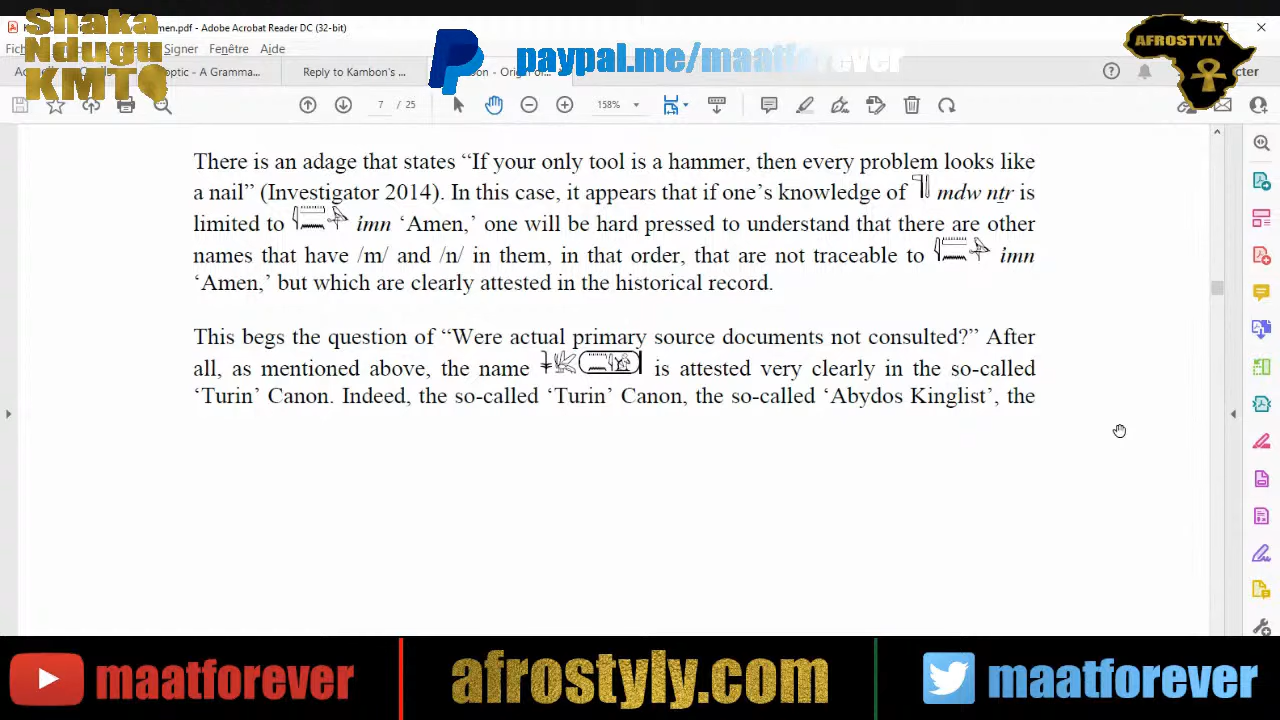 Shaka
Ndugu
KMT
men.pdf - Adobe Acrobat Reader DC (32-bit)
Signer Fenêtre Aide
optic - A Gramma... Reply to Kambon's ...
paypal.me/maatforever
AFROSTYLY
7 / 25 158%
There is an adage that states “If your only tool is a hammer, then every problem looks like
a nail” (Investigator 2014). In this case, it appears that if one’s knowledge of mdw nṯr is
limited to imn ‘Amen,’ one will be hard pressed to understand that there are other
names that have /m/ and /n/ in them, in that order, that are not traceable to imn
‘Amen,’ but which are clearly attested in the historical record.
This begs the question of “Were actual primary source documents not consulted?” After
all, as mentioned above, the name is attested very clearly in the so-called
‘Turin’ Canon. Indeed, the so-called ‘Turin’ Canon, the so-called ‘Abydos Kinglist’, the
maatforever
afrostyly.com
maatforever